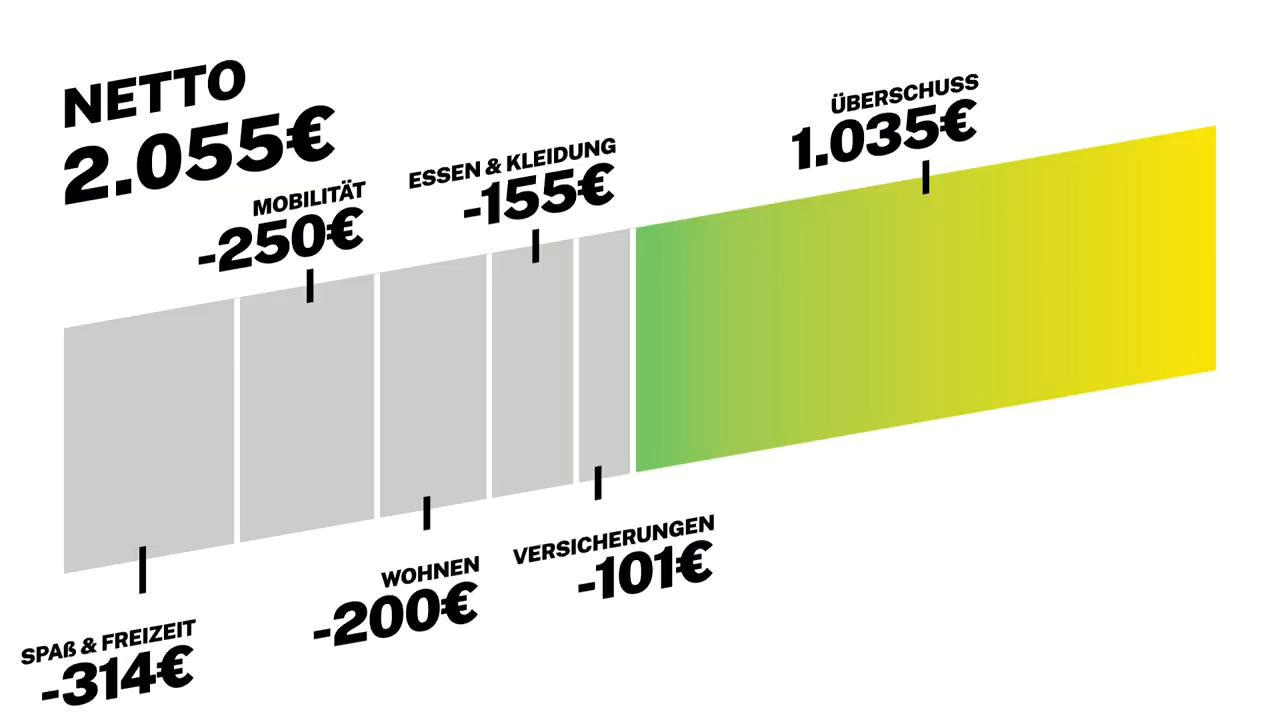 NETTO
2.055€
MOBILITÄT
-250€
ESSEN & KLEIDUNG
-155€
ÜBERSCHUSS
1.035€
SPAß & FREIZEIT
-314€
WOHNEN
-200€
VERSICHERUNGEN
-101€